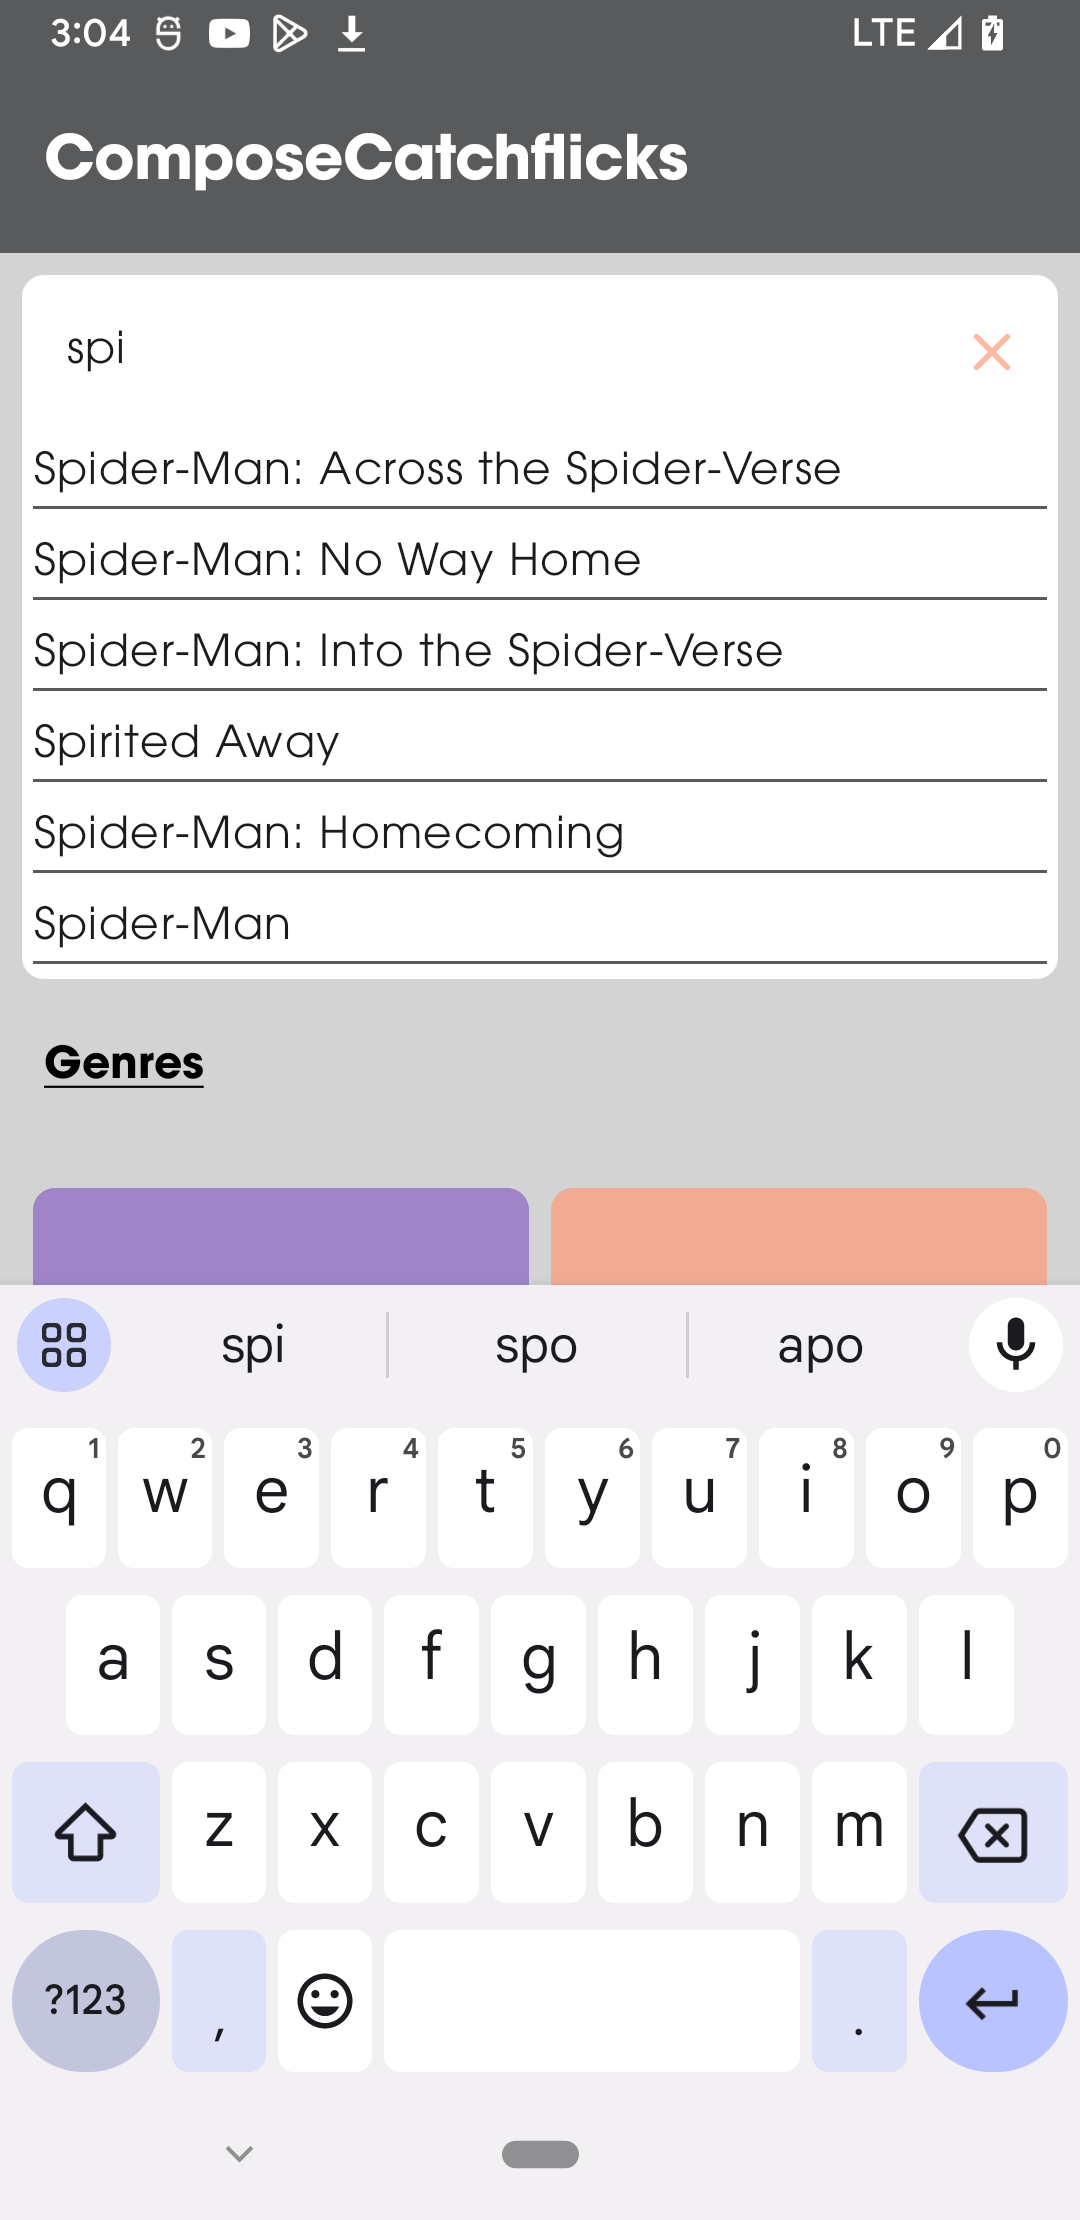 3:04 LTE
ComposeCatchflicks
spi
Spider-Man: Across the Spider-Verse
Spider-Man: No Way Home
Spider-Man: Into the Spider-Verse
Spirited Away
Spider-Man: Homecoming
Spider-Man
Genres
spi spo apo
1 2 3 4 5 6 7 8 9 0
q w e r t y u i o p
a s d f g h j k l
z x c v b n m
?123 , .